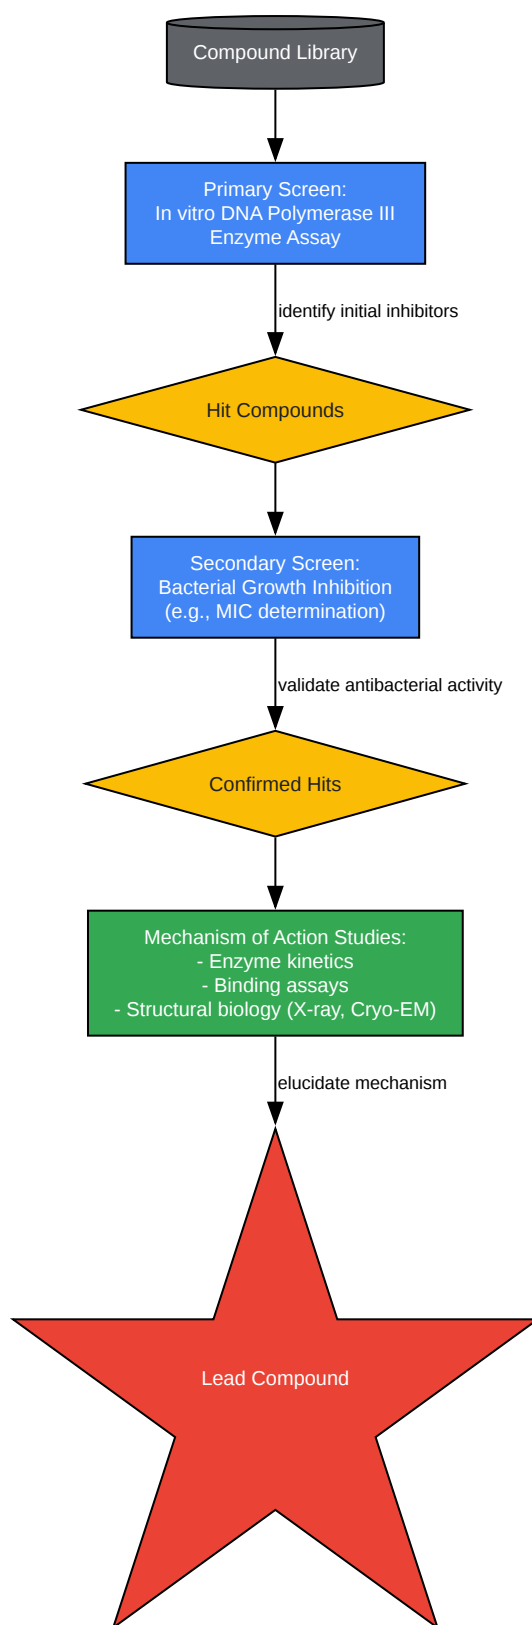 Compound Library
Primary Screen:
In vitro DNA Polymerase III
Enzyme Assay
identify initial inhibitors
Hit Compounds
Secondary Screen:
Bacterial Growth Inhibition
(e.g., MIC determination)
validate antibacterial activity
Confirmed Hits
Mechanism of Action Studies:
- Enzyme kinetics
- Binding assays
- Structural biology (X-ray, Cryo-EM)
elucidate mechanism
Lead Compound